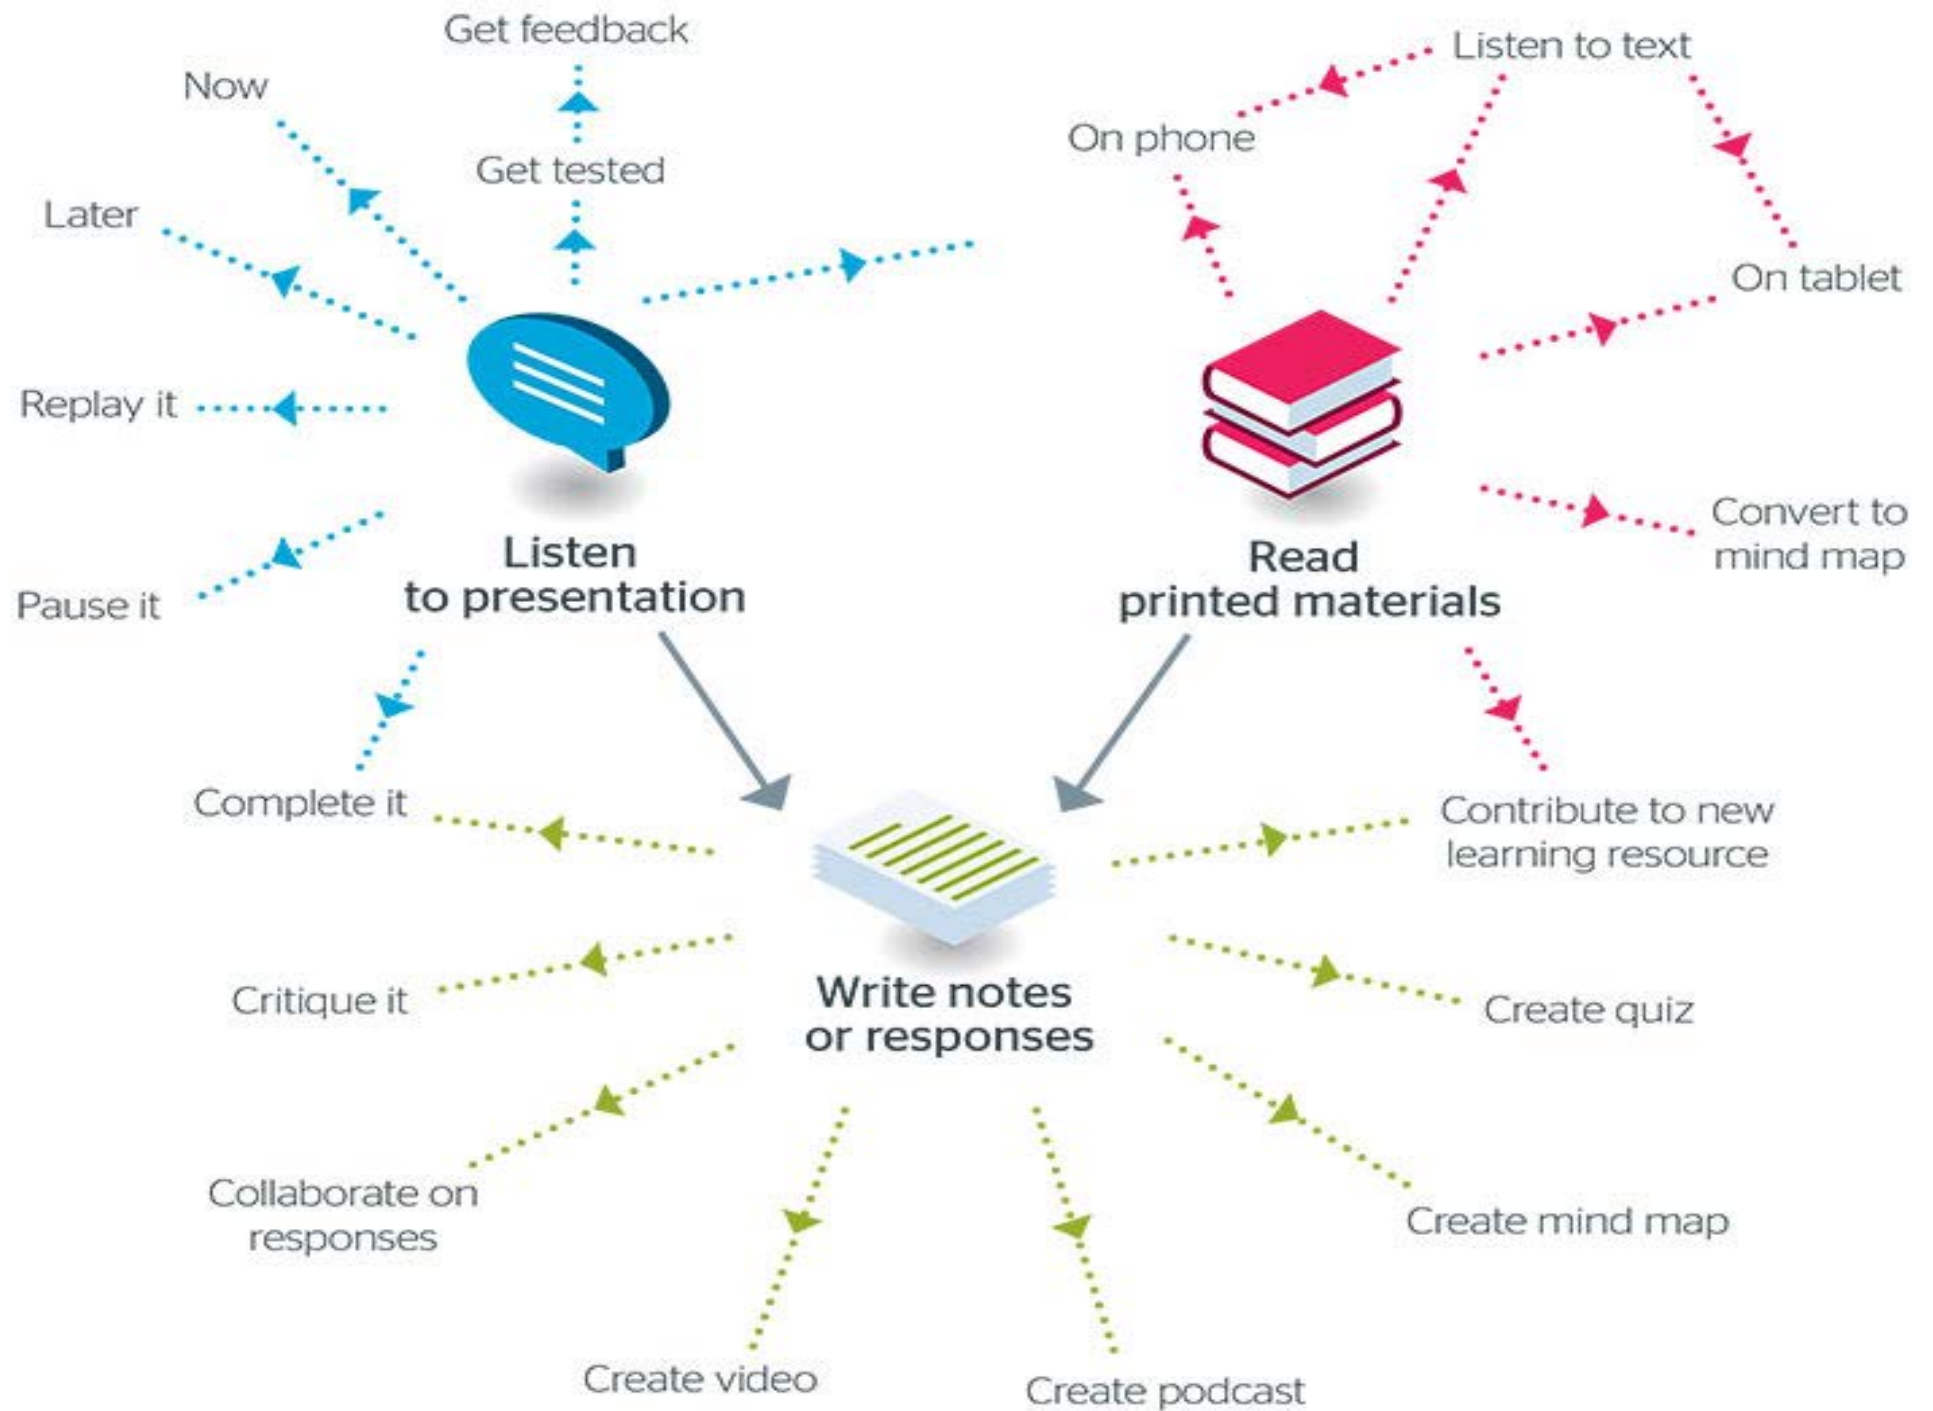 Get feedback
Now
Get tested
Later
Replay it
Pause it
Listen
to presentation
Listen to text
On phone
On tablet
Convert to
mind map
Read
printed materials
Complete it
Contribute to new
learning resource
Critique it
Write notes
or responses
Create quiz
Collaborate on
responses
Create mind map
Create video
Create podcast